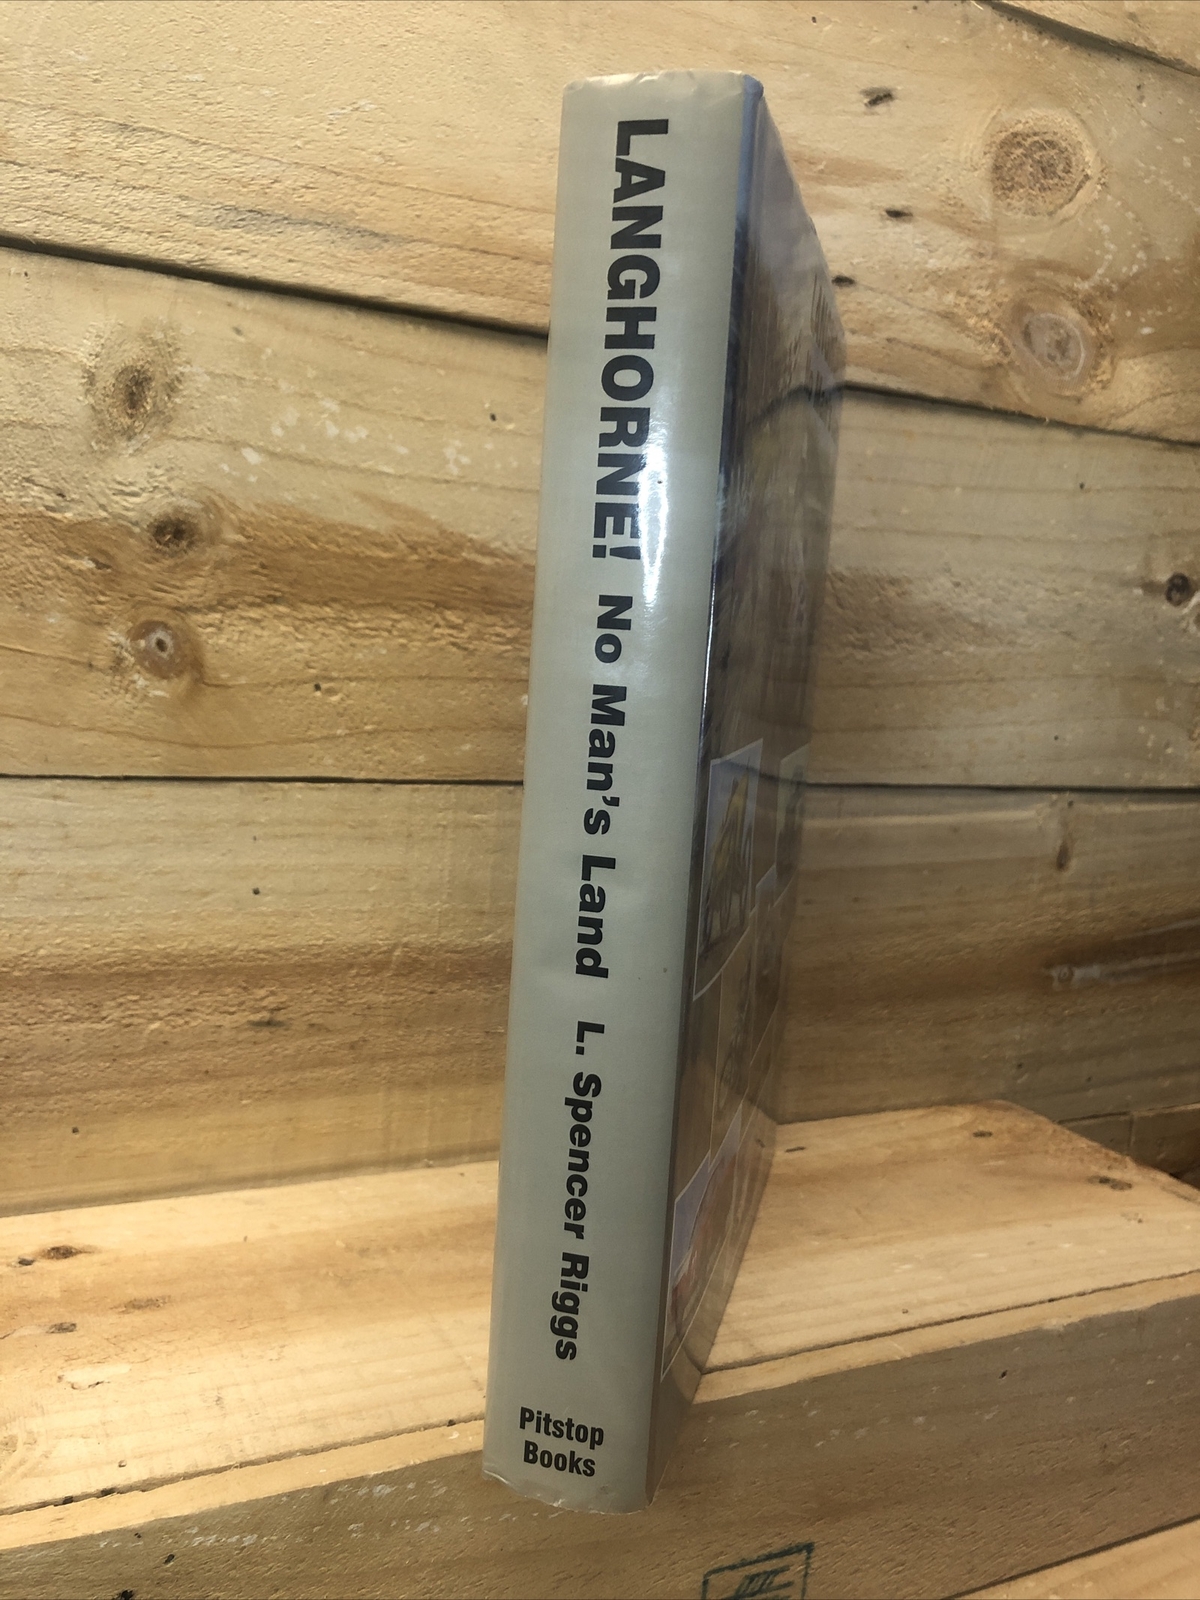 LANGHORNE! No Man's Land L. Spencer Riggs
Pitstop
Books